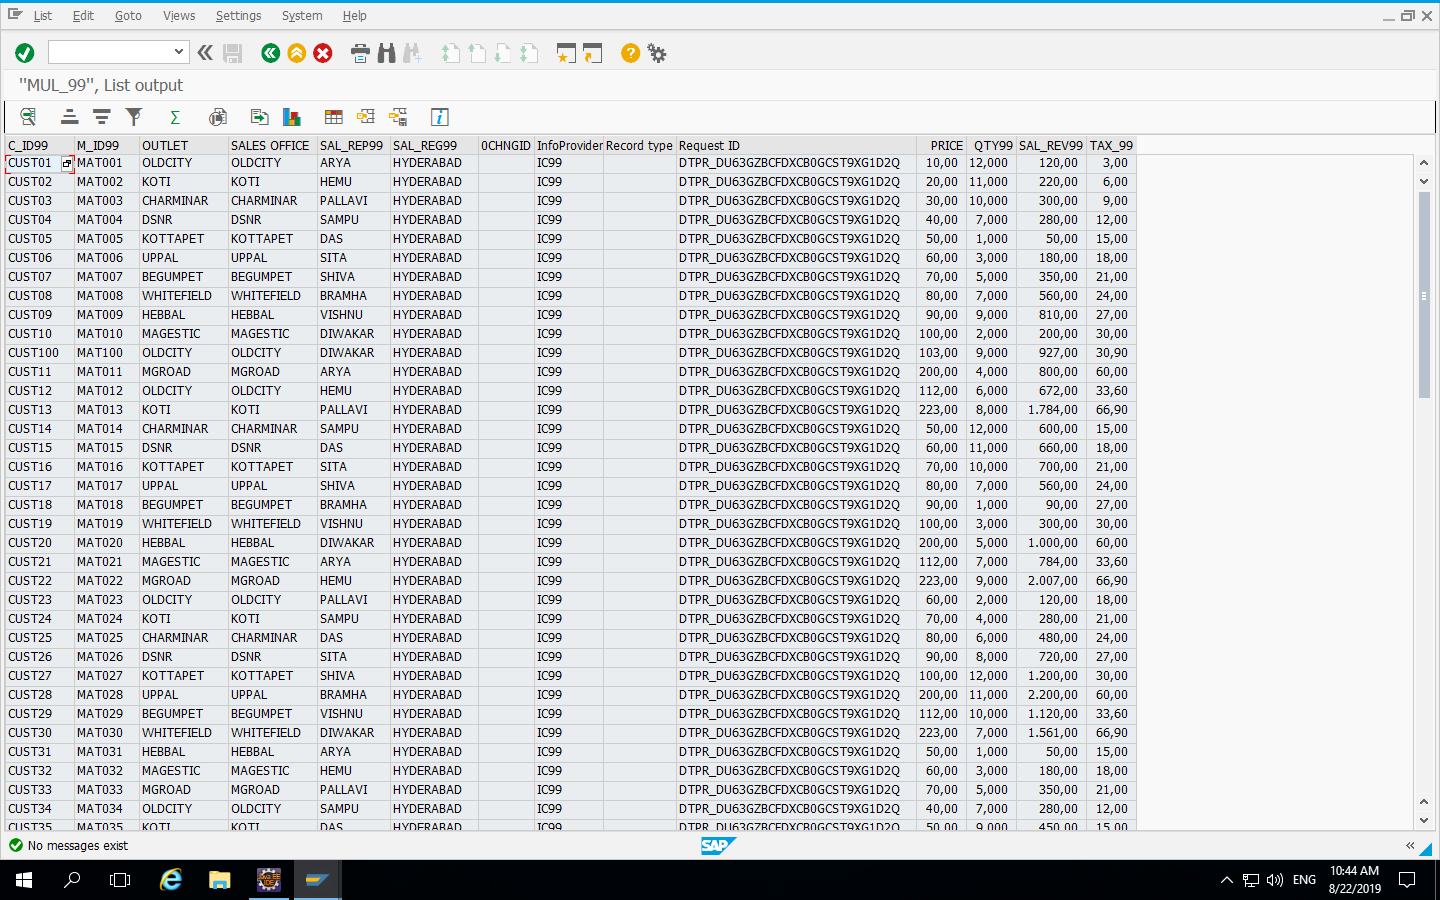 List Edit Goto Views Settings System Help
"MUL_99", List output
C_ID99 M_ID99 OUTLET SALES OFFICE SAL_REP99 SAL_REG99 0CHNGID InfoProvider Record type Request ID PRICE QTY99 SAL_REV99 TAX_99
CUST01 MAT001 OLDCITY OLDCITY ARYA HYDERABAD IC99 DTPR_DU63GZBCFDXCB0GCST9XG1D2Q 10,00 12,000 120,00 3,00
CUST02 MAT002 KOTI KOTI HEMU HYDERABAD IC99 DTPR_DU63GZBCFDXCB0GCST9XG1D2Q 20,00 11,000 220,00 6,00
CUST03 MAT003 CHARMINAR CHARMINAR PALLAVI HYDERABAD IC99 DTPR_DU63GZBCFDXCB0GCST9XG1D2Q 30,00 10,000 300,00 9,00
CUST04 MAT004 DSNR DSNR SAMPU HYDERABAD IC99 DTPR_DU63GZBCFDXCB0GCST9XG1D2Q 40,00 7,000 280,00 12,00
CUST05 MAT005 KOTTAPET KOTTAPET DAS HYDERABAD IC99 DTPR_DU63GZBCFDXCB0GCST9XG1D2Q 50,00 1,000 50,00 15,00
CUST06 MAT006 UPPAL UPPAL SITA HYDERABAD IC99 DTPR_DU63GZBCFDXCB0GCST9XG1D2Q 60,00 3,000 180,00 18,00
CUST07 MAT007 BEGUMPET BEGUMPET SHIVA HYDERABAD IC99 DTPR_DU63GZBCFDXCB0GCST9XG1D2Q 70,00 5,000 350,00 21,00
CUST08 MAT008 WHITEFIELD WHITEFIELD BRAMHA HYDERABAD IC99 DTPR_DU63GZBCFDXCB0GCST9XG1D2Q 80,00 7,000 560,00 24,00
CUST09 MAT009 HEBBAL HEBBAL VISHNU HYDERABAD IC99 DTPR_DU63GZBCFDXCB0GCST9XG1D2Q 90,00 9,000 810,00 27,00
CUST10 MAT010 MAGESTIC MAGESTIC DIWAKAR HYDERABAD IC99 DTPR_DU63GZBCFDXCB0GCST9XG1D2Q 100,00 2,000 200,00 30,00
CUST100 MAT100 OLDCITY OLDCITY DIWAKAR HYDERABAD IC99 DTPR_DU63GZBCFDXCB0GCST9XG1D2Q 103,00 9,000 927,00 30,90
CUST11 MAT011 MGROAD MGROAD ARYA HYDERABAD IC99 DTPR_DU63GZBCFDXCB0GCST9XG1D2Q 200,00 4,000 800,00 60,00
CUST12 MAT012 OLDCITY OLDCITY HEMU HYDERABAD IC99 DTPR_DU63GZBCFDXCB0GCST9XG1D2Q 112,00 6,000 672,00 33,60
CUST13 MAT013 KOTI KOTI PALLAVI HYDERABAD IC99 DTPR_DU63GZBCFDXCB0GCST9XG1D2Q 223,00 8,000 1.784,00 66,90
CUST14 MAT014 CHARMINAR CHARMINAR SAMPU HYDERABAD IC99 DTPR_DU63GZBCFDXCB0GCST9XG1D2Q 50,00 12,000 600,00 15,00
CUST15 MAT015 DSNR DSNR DAS HYDERABAD IC99 DTPR_DU63GZBCFDXCB0GCST9XG1D2Q 60,00 11,000 660,00 18,00
CUST16 MAT016 KOTTAPET KOTTAPET SITA HYDERABAD IC99 DTPR_DU63GZBCFDXCB0GCST9XG1D2Q 70,00 10,000 700,00 21,00
CUST17 MAT017 UPPAL UPPAL SHIVA HYDERABAD IC99 DTPR_DU63GZBCFDXCB0GCST9XG1D2Q 80,00 7,000 560,00 24,00
CUST18 MAT018 BEGUMPET BEGUMPET BRAMHA HYDERABAD IC99 DTPR_DU63GZBCFDXCB0GCST9XG1D2Q 90,00 1,000 90,00 27,00
CUST19 MAT019 WHITEFIELD WHITEFIELD VISHNU HYDERABAD IC99 DTPR_DU63GZBCFDXCB0GCST9XG1D2Q 100,00 3,000 300,00 30,00
CUST20 MAT020 HEBBAL HEBBAL DIWAKAR HYDERABAD IC99 DTPR_DU63GZBCFDXCB0GCST9XG1D2Q 200,00 5,000 1.000,00 60,00
CUST21 MAT021 MAGESTIC MAGESTIC ARYA HYDERABAD IC99 DTPR_DU63GZBCFDXCB0GCST9XG1D2Q 112,00 7,000 784,00 33,60
CUST22 MAT022 MGROAD MGROAD HEMU HYDERABAD IC99 DTPR_DU63GZBCFDXCB0GCST9XG1D2Q 223,00 9,000 2.007,00 66,90
CUST23 MAT023 OLDCITY OLDCITY PALLAVI HYDERABAD IC99 DTPR_DU63GZBCFDXCB0GCST9XG1D2Q 60,00 2,000 120,00 18,00
CUST24 MAT024 KOTI KOTI SAMPU HYDERABAD IC99 DTPR_DU63GZBCFDXCB0GCST9XG1D2Q 70,00 4,000 280,00 21,00
CUST25 MAT025 CHARMINAR CHARMINAR DAS HYDERABAD IC99 DTPR_DU63GZBCFDXCB0GCST9XG1D2Q 80,00 6,000 480,00 24,00
CUST26 MAT026 DSNR DSNR SITA HYDERABAD IC99 DTPR_DU63GZBCFDXCB0GCST9XG1D2Q 90,00 8,000 720,00 27,00
CUST27 MAT027 KOTTAPET KOTTAPET SHIVA HYDERABAD IC99 DTPR_DU63GZBCFDXCB0GCST9XG1D2Q 100,00 12,000 1.200,00 30,00
CUST28 MAT028 UPPAL UPPAL BRAMHA HYDERABAD IC99 DTPR_DU63GZBCFDXCB0GCST9XG1D2Q 200,00 11,000 2.200,00 60,00
CUST29 MAT029 BEGUMPET BEGUMPET VISHNU HYDERABAD IC99 DTPR_DU63GZBCFDXCB0GCST9XG1D2Q 112,00 10,000 1.120,00 33,60
CUST30 MAT030 WHITEFIELD WHITEFIELD DIWAKAR HYDERABAD IC99 DTPR_DU63GZBCFDXCB0GCST9XG1D2Q 223,00 7,000 1.561,00 66,90
CUST31 MAT031 HEBBAL HEBBAL ARYA HYDERABAD IC99 DTPR_DU63GZBCFDXCB0GCST9XG1D2Q 50,00 1,000 50,00 15,00
CUST32 MAT032 MAGESTIC MAGESTIC HEMU HYDERABAD IC99 DTPR_DU63GZBCFDXCB0GCST9XG1D2Q 60,00 3,000 180,00 18,00
CUST33 MAT033 MGROAD MGROAD PALLAVI HYDERABAD IC99 DTPR_DU63GZBCFDXCB0GCST9XG1D2Q 70,00 5,000 350,00 21,00
CUST34 MAT034 OLDCITY OLDCITY SAMPU HYDERABAD IC99 DTPR_DU63GZBCFDXCB0GCST9XG1D2Q 40,00 7,000 280,00 12,00
CUST35 MAT035 KOTI KOTI DAS HYDERABAD IC99 DTPR_DU63GZBCFDXCB0GCST9XG1D2Q 50,00 9,000 450,00 15,00
No messages exist
SAP
Java EE
IDE
ENG
10:44 AM
8/22/2019